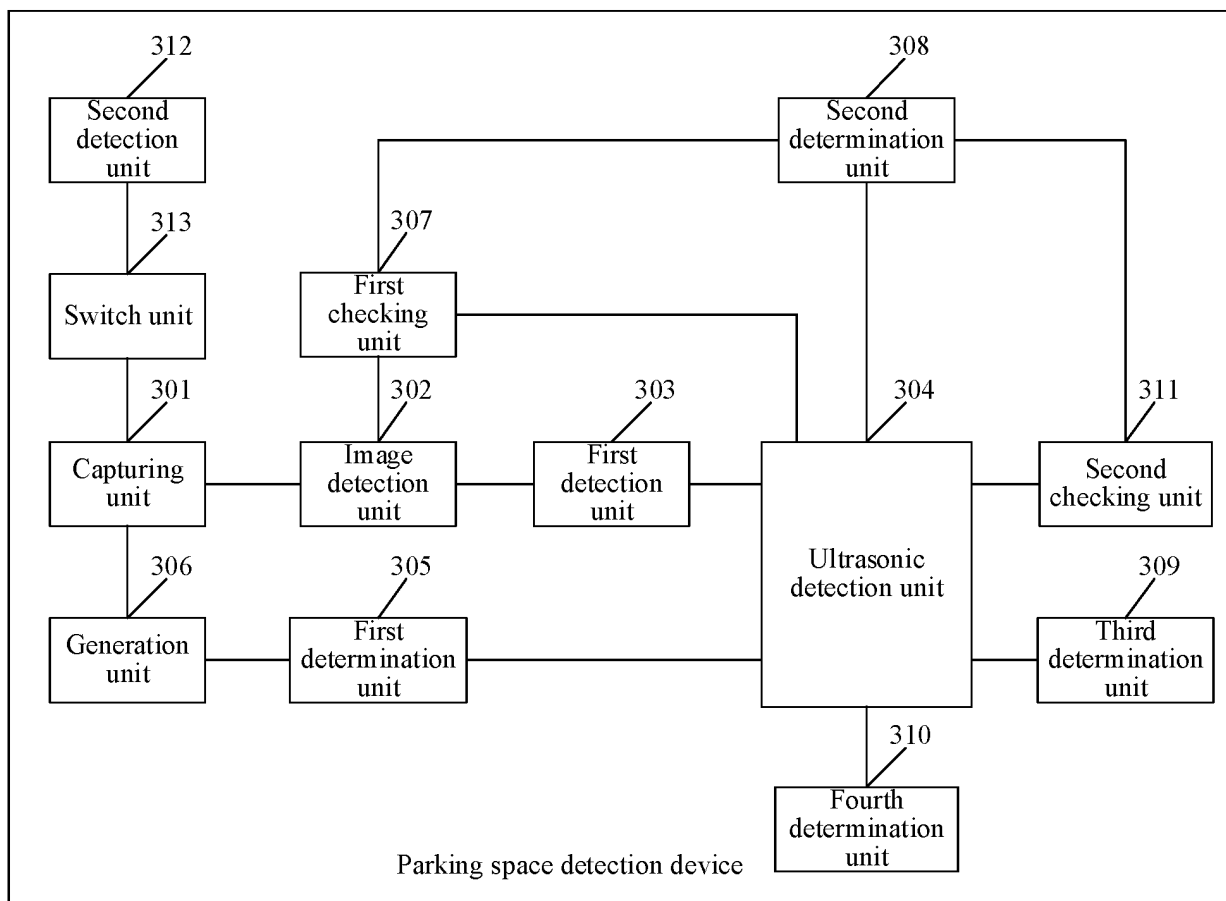 312
308
Second
detection
unit
Second
determination
unit
313
307
Switch unit
First
checking
unit
301
302
303
304
311
Capturing
unit
Image
detection
unit
First
detection
unit
Second
checking unit
Ultrasonic
detection unit
306
305
309
Generation
unit
First
determination
unit
Third
determination
unit
310
Fourth
determination
unit
Parking space detection device